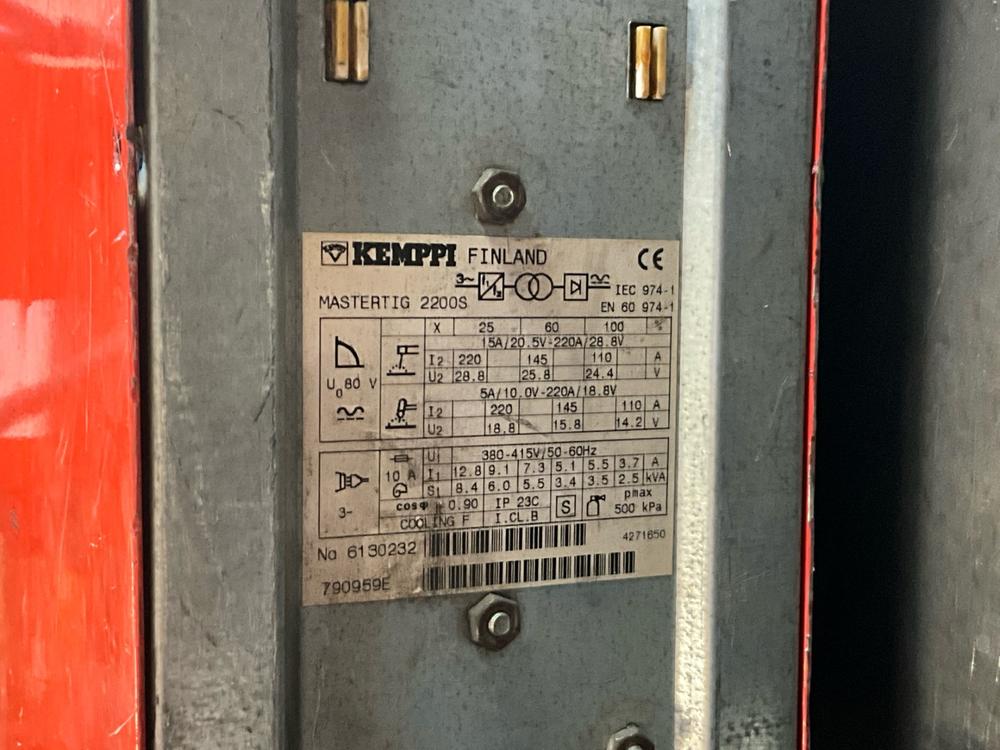 KEMPPI FINLAND CE
3~
MASTERTIG 2200S
IEC 974-1
EN 60 974-1
X 25 60 100 %
15A/20.5V-220A/28.8V
I2 220 145 110 A
U2 28.8 25.8 24.4 V
U0 80 V
5A/10.0V-220A/18.8V
I2 220 145 110 A
U2 18.8 15.8 14.2 V
U1 380-415V/50-60Hz
10 A I1 12.8 9.1 7.3 5.1 5.5 3.7 A
S1 8.4 6.0 5.5 3.4 3.5 2.5 kVA
3~ cosφ 0.90 IP 23C S pmax
500 kPa
COOLING F I.CL.B
No 6130232 4271650
790959E